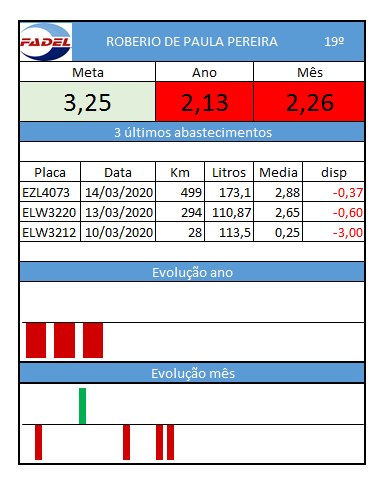 FADEL ROBERIO DE PAULA PEREIRA 19º
Meta Ano Mês
3,25 2,13 2,26
3 últimos abastecimentos
Placa Data Km Litros Media disp
EZL4073 14/03/2020 499 173,1 2,88 -0,37
ELW3220 13/03/2020 294 110,87 2,65 -0,60
ELW3212 10/03/2020 28 113,5 0,25 -3,00
Evolução ano
Evolução mês